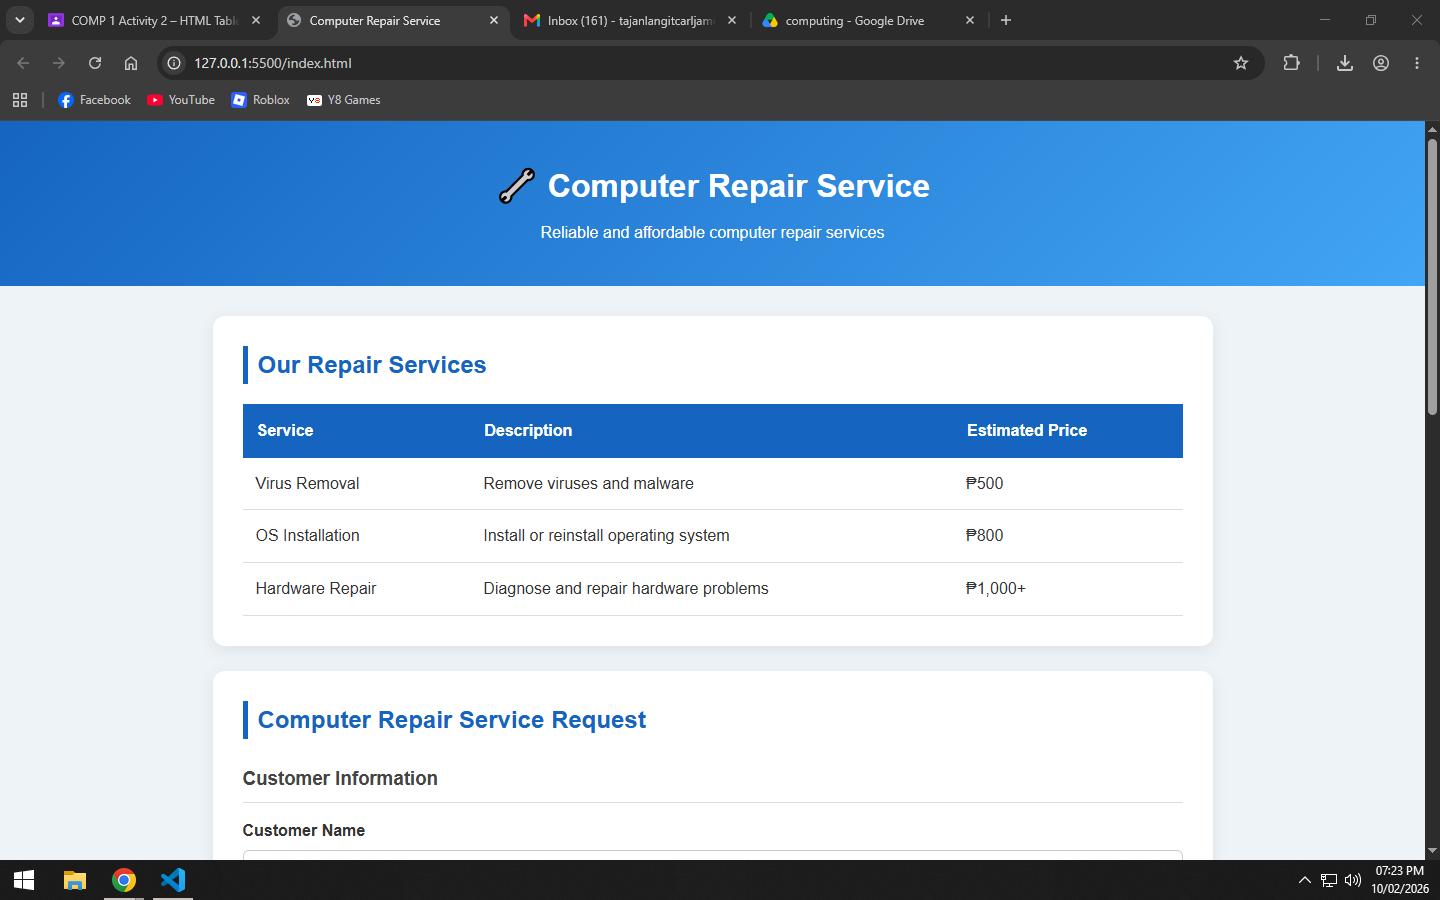 COMP 1 Activity 2 – HTML Table
Computer Repair Service
Inbox (161) - tajanlangitcarljam
computing - Google Drive
127.0.0.1:5500/index.html
Facebook
YouTube
Roblox
Y8 Games
Computer Repair Service
Reliable and affordable computer repair services
Our Repair Services
Service Description Estimated Price
Virus Removal Remove viruses and malware ₱500
OS Installation Install or reinstall operating system ₱800
Hardware Repair Diagnose and repair hardware problems ₱1,000+
Computer Repair Service Request
Customer Information
Customer Name
07:23 PM
10/02/2026